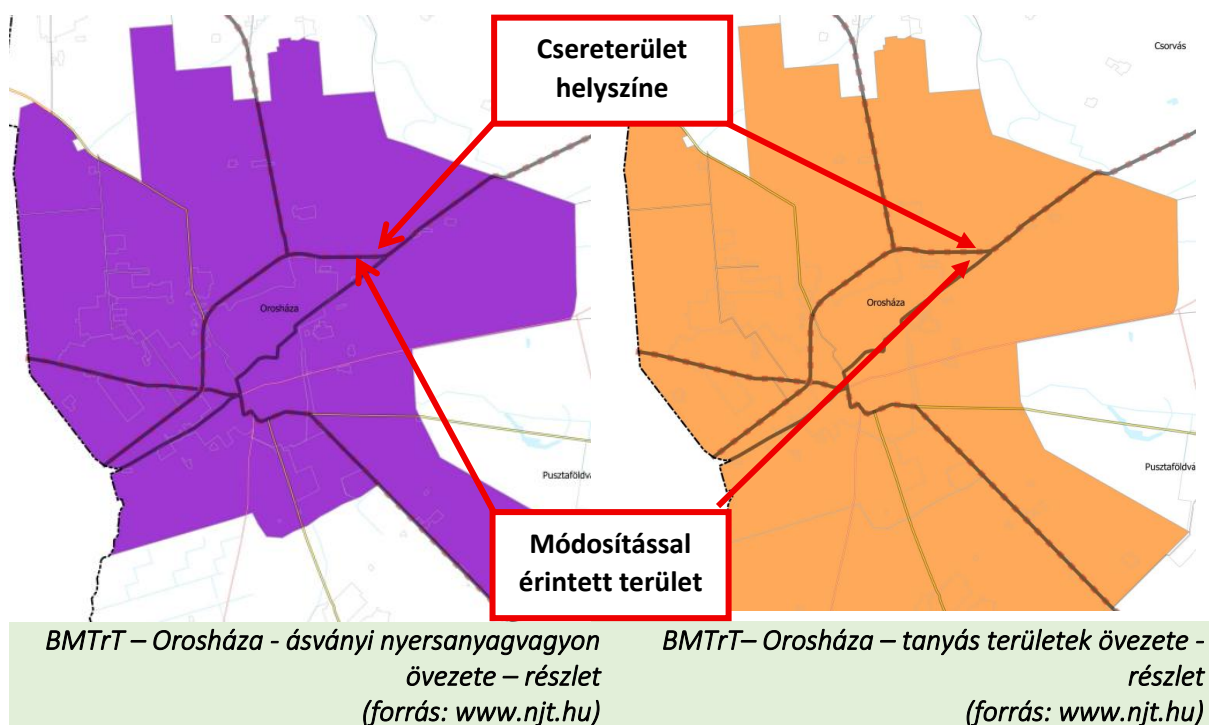 Csereterület
helyszíne
Csorvás
Orosháza
Orosháza
Pusztaföldvá
Pusztaföldvá
Módosítással
érintett terület
BMTrT – Orosháza - ásványi nyersanyagvagyon
övezete – részlet
(forrás: www.njt.hu)
BMTrT– Orosháza – tanyás területek övezete -
részlet
(forrás: www.njt.hu)